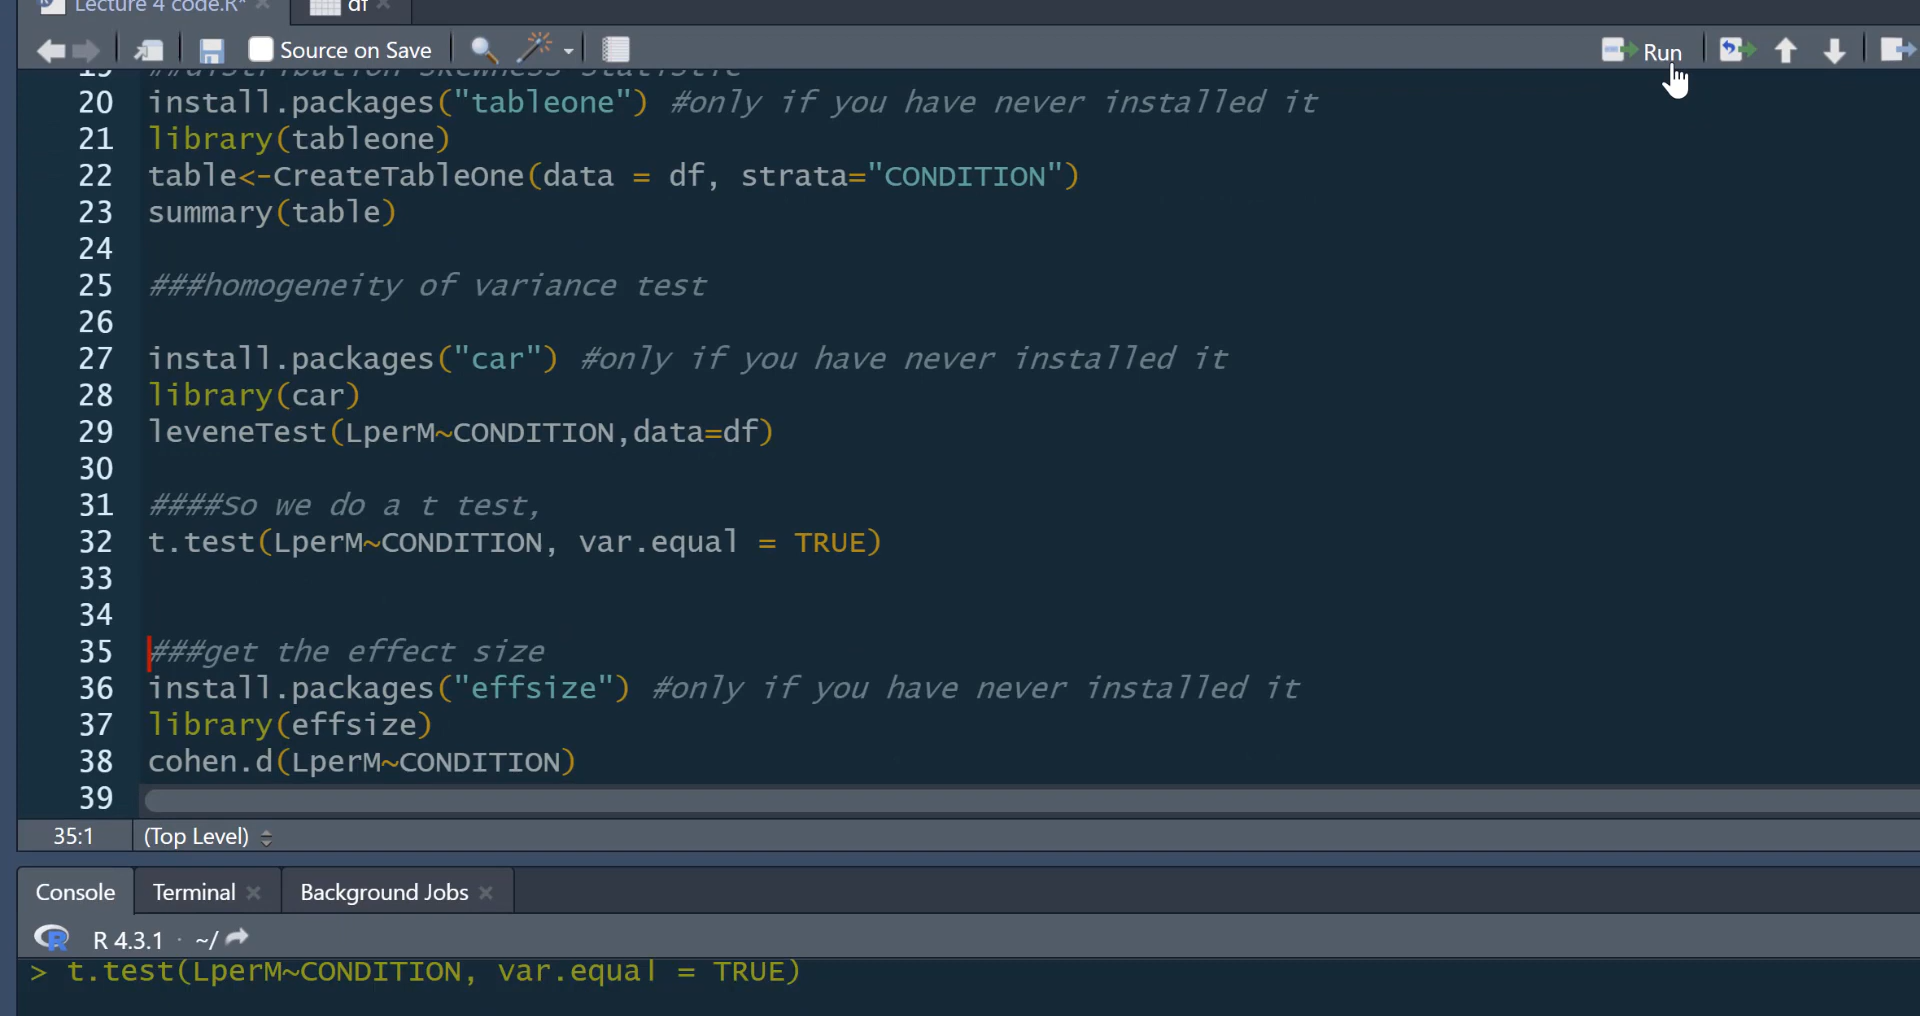 Lecture 4 code.R*
df
Source on Save
Run
19 ##distribution skewness statistic
20 install.packages("tableone") #only if you have never installed it
21 library(tableone)
22 table<-CreateTableOne(data = df, strata="CONDITION")
23 summary(table)
24
25 ###homogeneity of variance test
26
27 install.packages("car") #only if you have never installed it
28 library(car)
29 leveneTest(LperM~CONDITION,data=df)
30
31 ####So we do a t test,
32 t.test(LperM~CONDITION, var.equal = TRUE)
33
34
35 ###get the effect size
36 install.packages("effsize") #only if you have never installed it
37 library(effsize)
38 cohen.d(LperM~CONDITION)
39
35:1 (Top Level)
Console Terminal Background Jobs
R R 4.3.1 · ~/
> t.test(LperM~CONDITION, var.equal = TRUE)